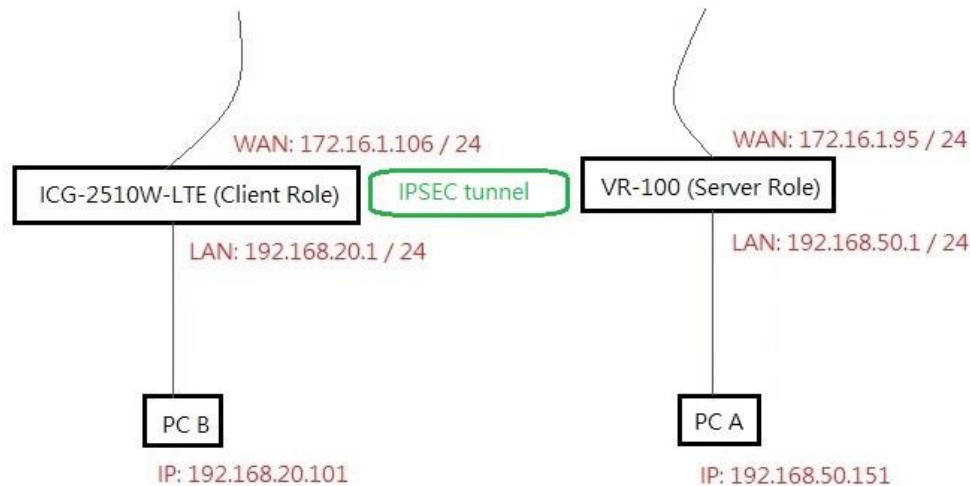 WAN: 172.16.1.106 / 24
WAN: 172.16.1.95 / 24
ICG-2510W-LTE (Client Role)
IPSEC tunnel
VR-100 (Server Role)
LAN: 192.168.20.1 / 24
LAN: 192.168.50.1 / 24
PC B
PC A
IP: 192.168.20.101
IP: 192.168.50.151